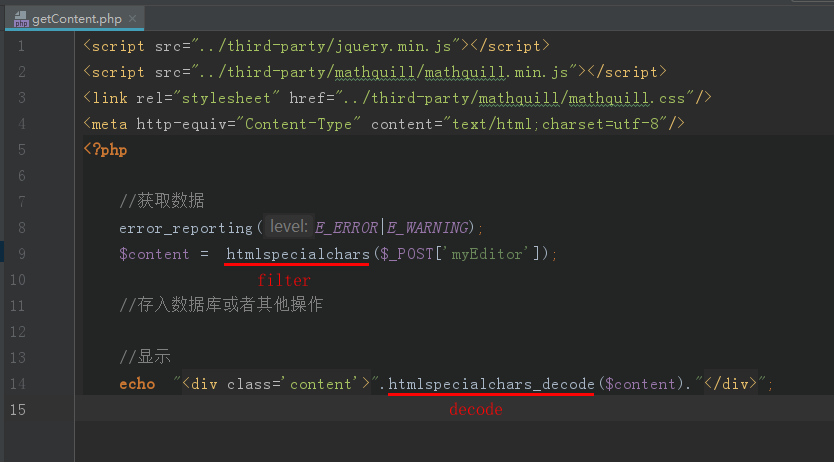 getContent.php
1 <script src="../third-party/jquery.min.js"></script>
2 <script src="../third-party/mathquill/mathquill.min.js"></script>
3 <link rel="stylesheet" href="../third-party/mathquill/mathquill.css"/>
4 <meta http-equiv="Content-Type" content="text/html;charset=utf-8"/>
5 <?php
6
7 //获取数据
8 error_reporting( level: E_ERROR|E_WARNING);
9 $content = htmlspecialchars($_POST['myEditor']);
10 filter
11 //存入数据库或者其他操作
12
13 //显示
14 echo "<div class='content'>".htmlspecialchars_decode($content)."</div>";
15 decode